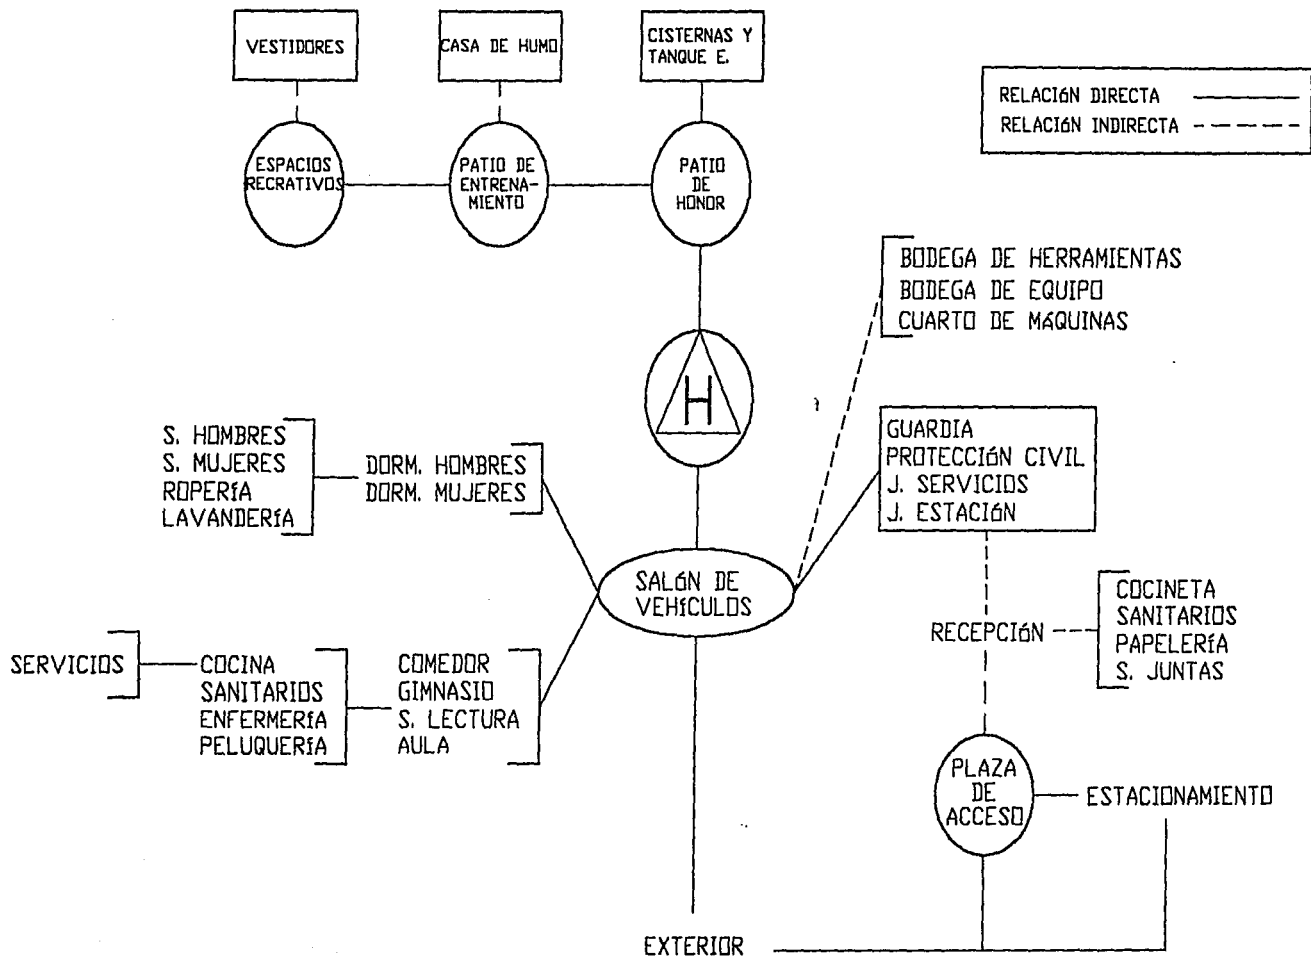 VESTIDORES
CASA DE HUMO
CISTERNAS Y
TANQUE E.
RELACIÓN DIRECTA
RELACIÓN INDIRECTA
ESPACIOS
RECRATIVOS
PATIO DE
ENTRENA-
MIENTO
PATIO
DE
HONOR
BODEGA DE HERRAMIENTAS
BODEGA DE EQUIPO
CUARTO DE MÁQUINAS
H
S. HOMBRES
S. MUJERES
ROPERÍA
LAVANDERÍA
DORM. HOMBRES
DORM. MUJERES
GUARDIA
PROTECCIÓN CIVIL
J. SERVICIOS
J. ESTACIÓN
SALÓN DE
VEHÍCULOS
RECEPCIÓN
COCINETA
SANITARIOS
PAPELERÍA
S. JUNTAS
SERVICIOS
COCINA
SANITARIOS
ENFERMERÍA
PELUQUERÍA
COMEDOR
GIMNASIO
S. LECTURA
AULA
PLAZA
DE
ACCESO
ESTACIONAMIENTO
EXTERIOR